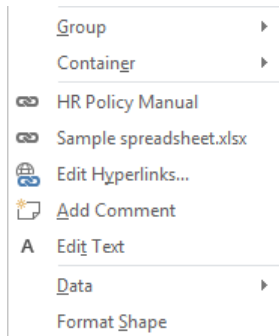 Group
Container
HR Policy Manual
Sample spreadsheet.xlsx
Edit Hyperlinks...
Add Comment
A Edit Text
Data
Format Shape